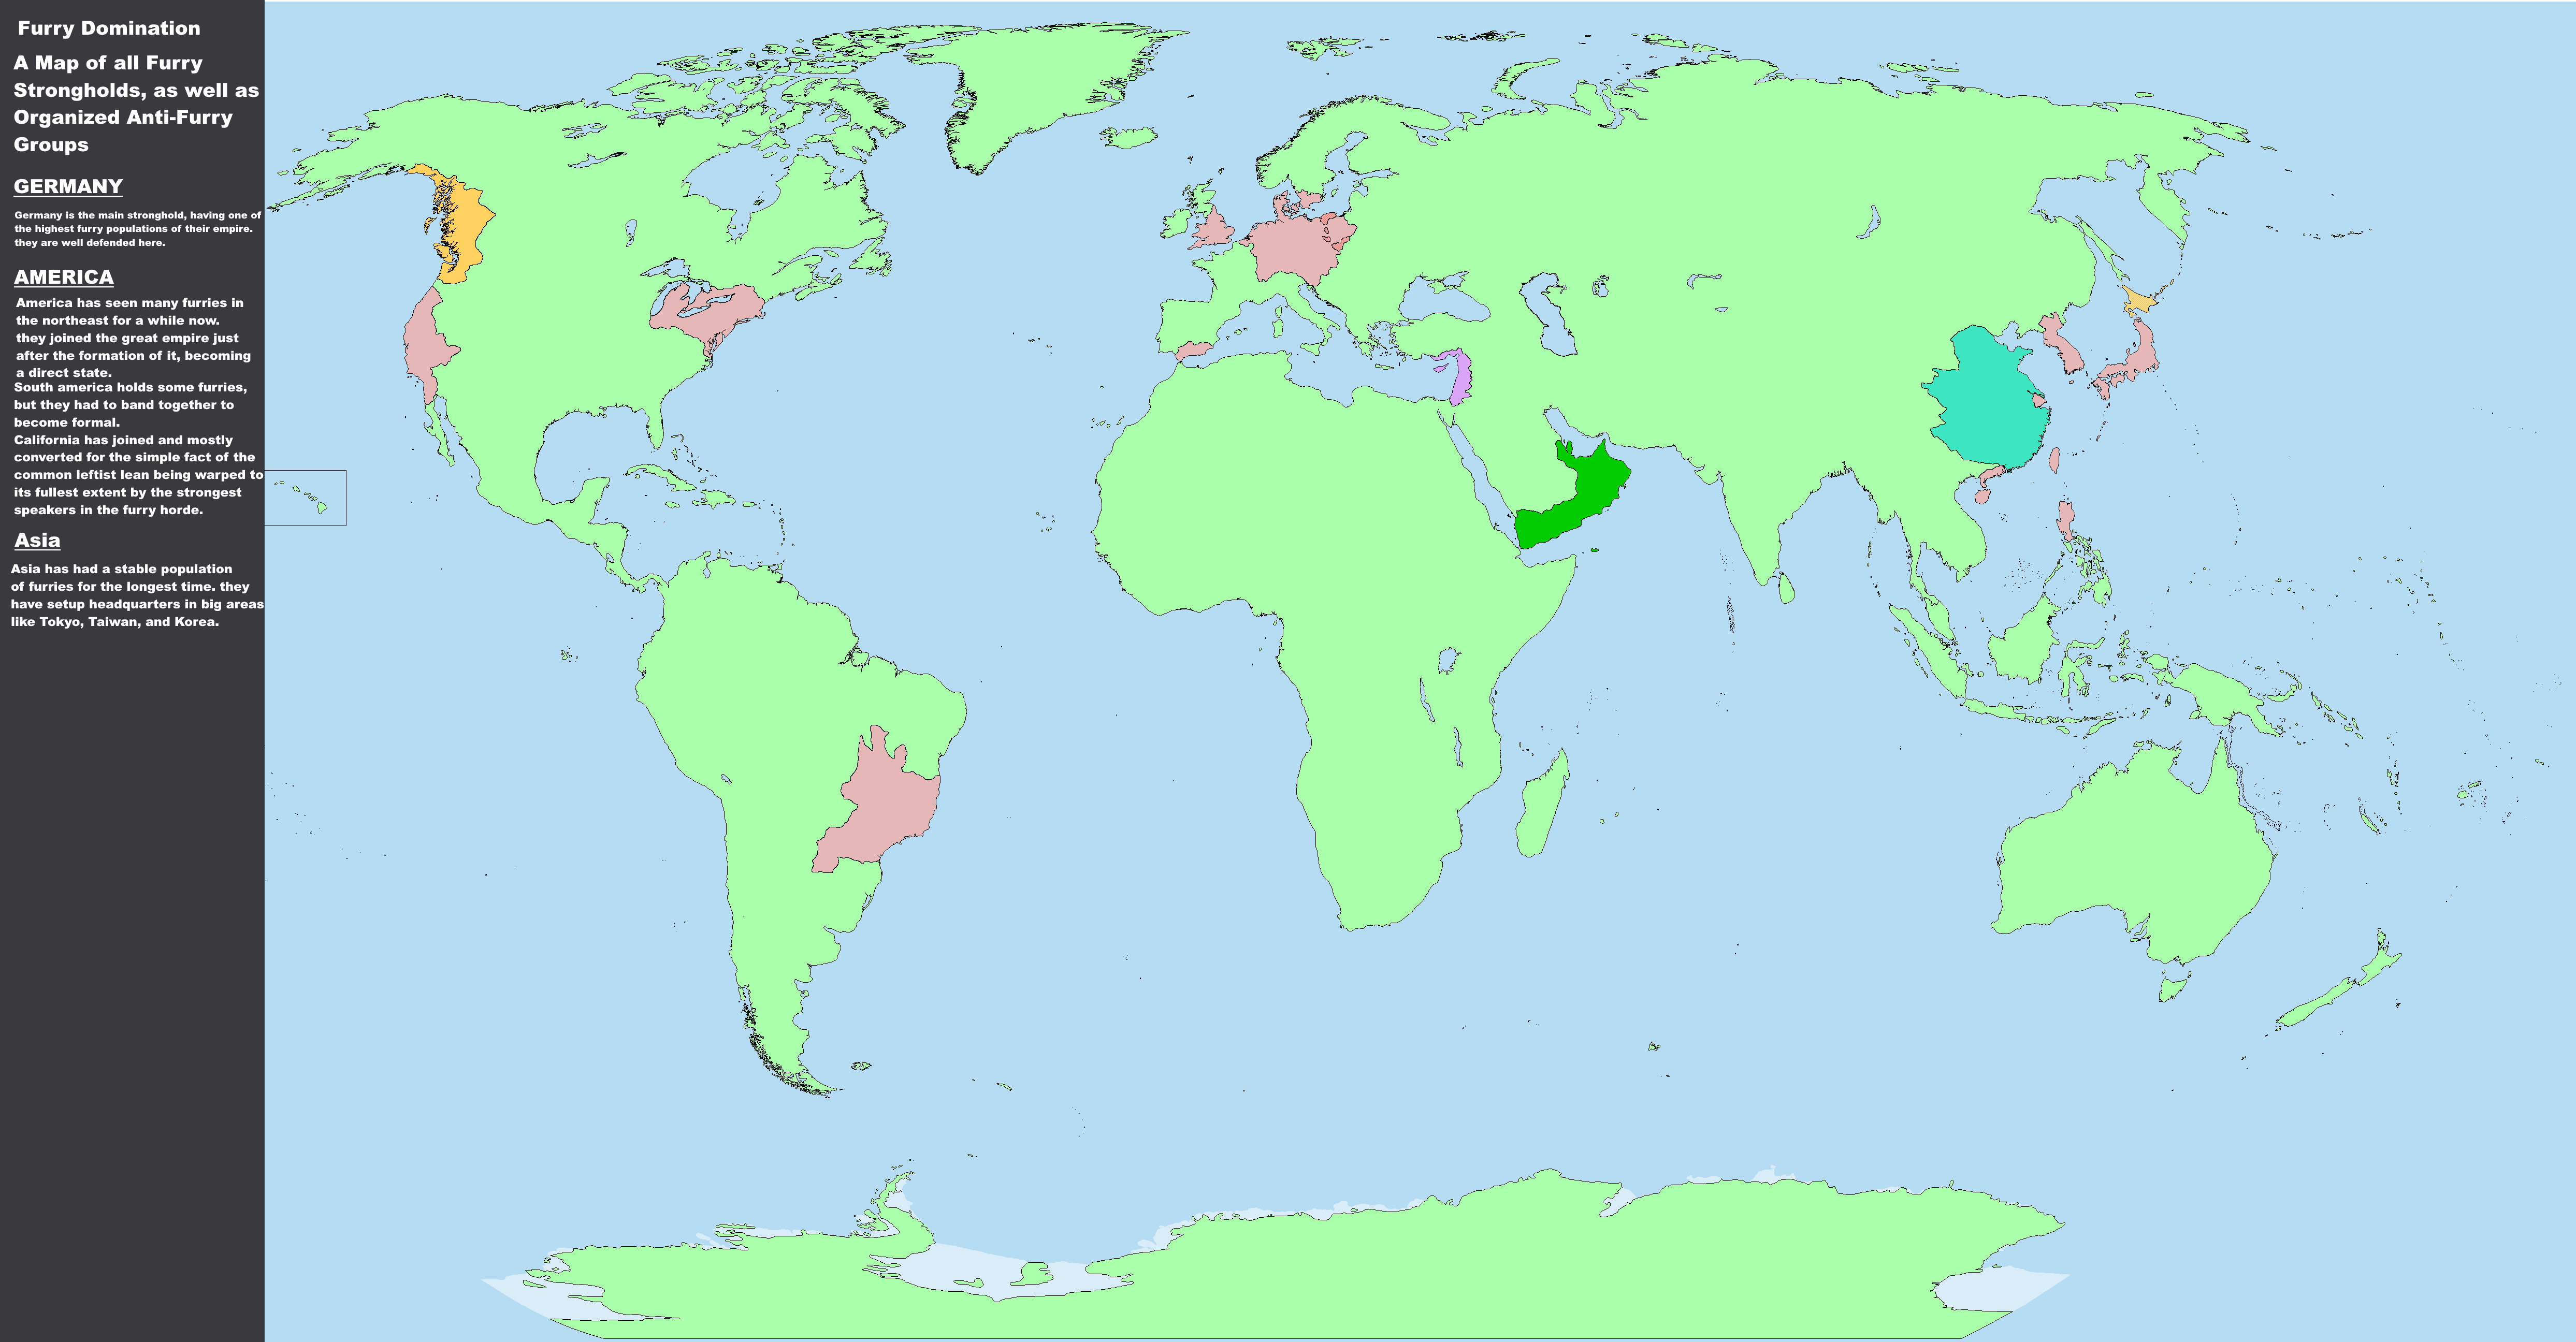 Furry Domination
A Map of all Furry
Strongholds, as well as
Organized Anti-Furry
Groups
GERMANY
Germany is the main stronghold, having one of
the highest furry populations of their empire.
they are well defended here.
AMERICA
America has seen many furries in
the northeast for a while now.
they joined the great empire just
after the formation of it, becoming
a direct state.
South america holds some furries,
but they had to band together to
become formal.
California has joined and mostly
converted for the simple fact of the
common leftist lean being warped to
its fullest extent by the strongest
speakers in the furry horde.
Asia
Asia has had a stable population
of furries for the longest time. they
have setup headquarters in big areas
like Tokyo, Taiwan, and Korea.